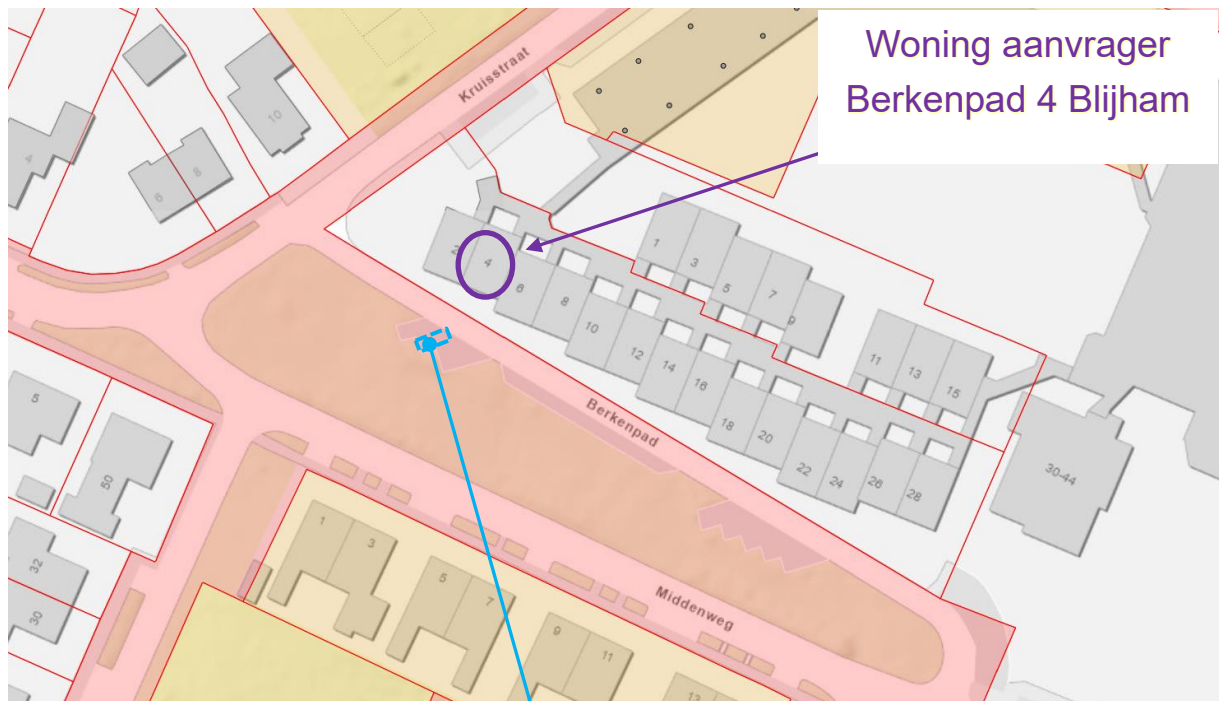 Woning aanvrager
Berkenpad 4 Blijham
Kruisstraat
10
4
6 8
2 4 6 8 10 12 14 16 18 20 22 24 26 28
1 3 5 7 9
11 13 15
30-44
Berkenpad
5
50
32
30
1 3
5 7
9 11
13
Middenweg